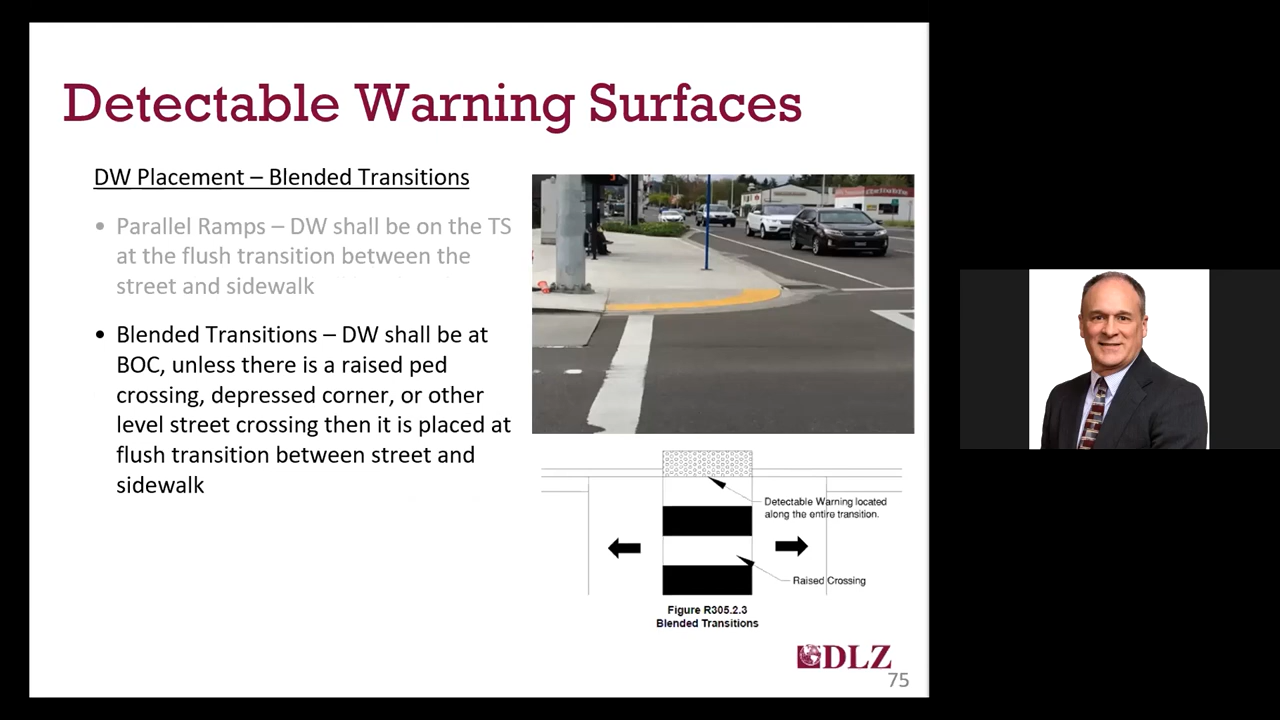 Detectable Warning Surfaces
DW Placement – Blended Transitions
• Parallel Ramps – DW shall be on the TS
at the flush transition between the
street and sidewalk
• Blended Transitions – DW shall be at
BOC, unless there is a raised ped
crossing, depressed corner, or other
level street crossing then it is placed at
flush transition between street and
sidewalk
Detectable Warning located
along the entire transition.
Raised Crossing
Figure R305.2.3
Blended Transitions
DLZ
75